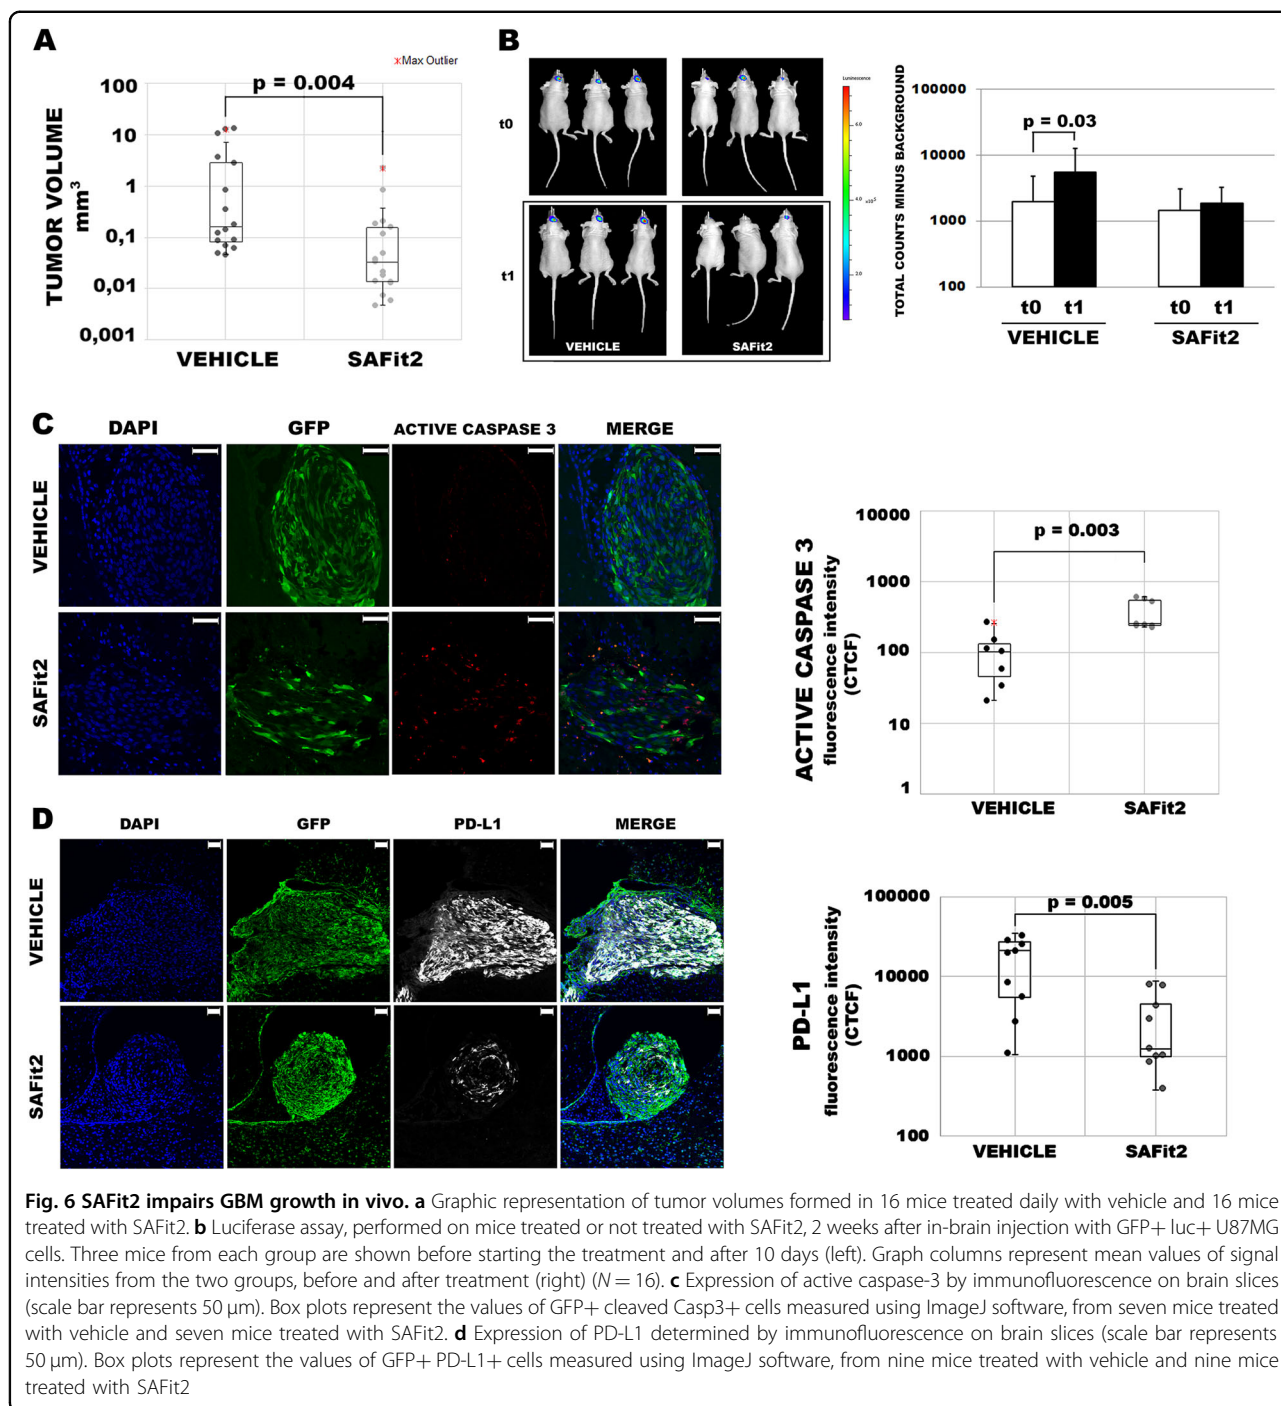 A
Max Outlier
p = 0.004
TUMOR VOLUME
mm3
100
10
1
0,1
0,01
0,001
VEHICLE
SAFit2
B
t0
t1
VEHICLE
SAFit2
Luminescence
6.0
4.0
x10^5
2.0
TOTAL COUNTS MINUS BACKGROUND
100000
10000
1000
100
p = 0.03
t0 t1
t0 t1
VEHICLE
SAFit2
C
DAPI GFP ACTIVE CASPASE 3 MERGE
VEHICLE
SAFit2
ACTIVE CASPASE 3
fluorescence intensity
(CTCF)
10000
1000
100
10
1
p = 0.003
VEHICLE
SAFit2
D
DAPI GFP PD-L1 MERGE
VEHICLE
SAFit2
PD-L1
fluorescence intensity
(CTCF)
100000
10000
1000
100
p = 0.005
VEHICLE
SAFit2
Fig. 6 SAFit2 impairs GBM growth in vivo. a Graphic representation of tumor volumes formed in 16 mice treated daily with vehicle and 16 mice
treated with SAFit2. b Luciferase assay, performed on mice treated or not treated with SAFit2, 2 weeks after in-brain injection with GFP+ luc+ U87MG
cells. Three mice from each group are shown before starting the treatment and after 10 days (left). Graph columns represent mean values of signal
intensities from the two groups, before and after treatment (right) (N = 16). c Expression of active caspase-3 by immunofluorescence on brain slices
(scale bar represents 50 μm). Box plots represent the values of GFP+ cleaved Casp3+ cells measured using ImageJ software, from seven mice treated
with vehicle and seven mice treated with SAFit2. d Expression of PD-L1 determined by immunofluorescence on brain slices (scale bar represents
50 μm). Box plots represent the values of GFP+ PD-L1+ cells measured using ImageJ software, from nine mice treated with vehicle and nine mice
treated with SAFit2